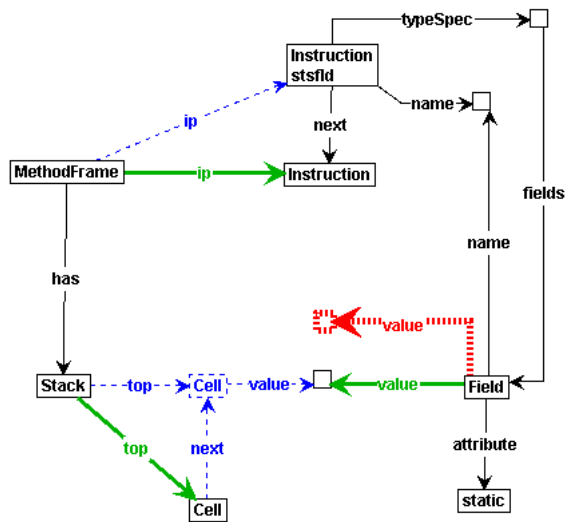 typeSpec
Instruction
stsfld
name
ip
next
MethodFrame
ip
Instruction
fields
name
has
value
Stack
top
Cell
value
value
Field
top
next
attribute
Cell
static